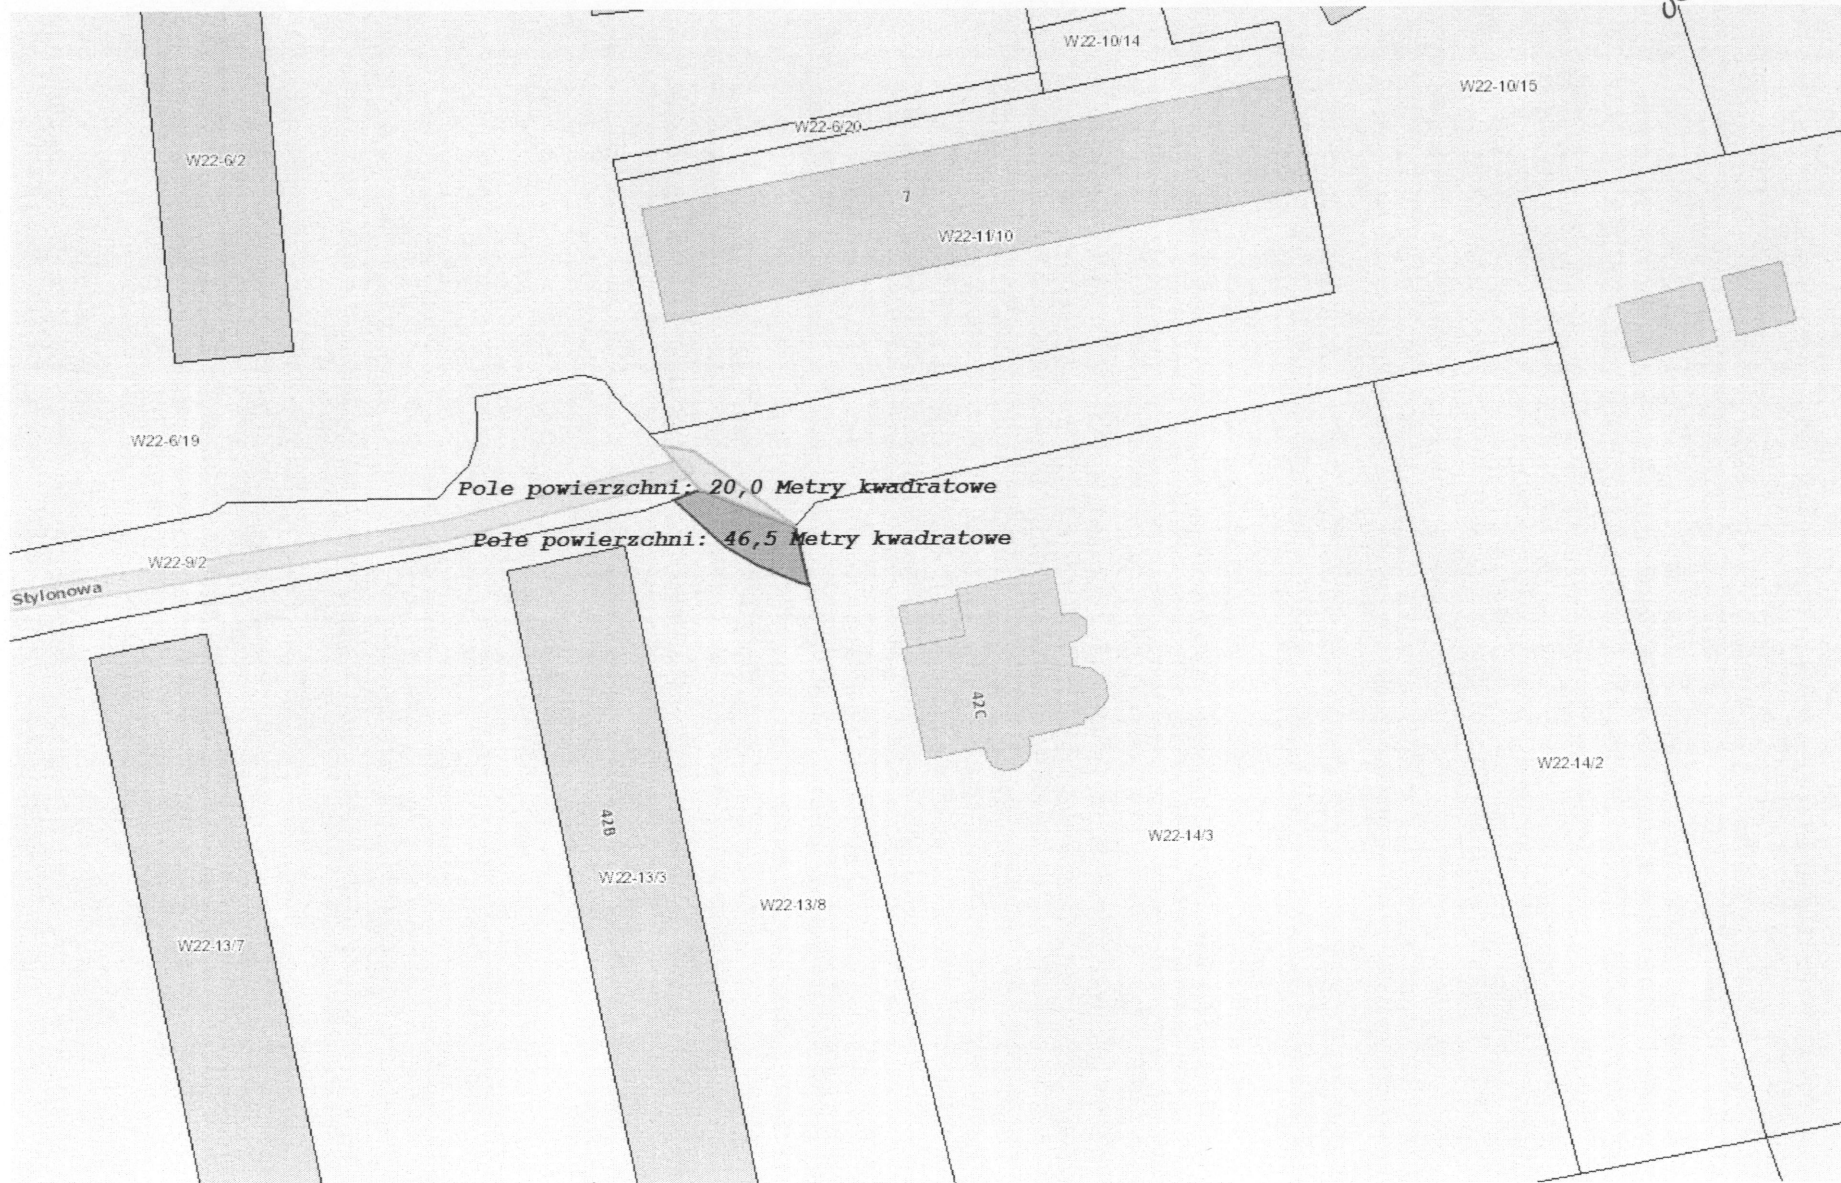 W22-10/14
W22-10/15
W22-6/20
W22-6/2
7
W22-11/10
W22-6/19
Pole powierzchni: 20,0 Metry kwadratowe
Pole powierzchni: 46,5 Metry kwadratowe
W22-9/2
Stylonowa
42C
W22-14/2
42B
W22-14/3
W22-13/3
W22-13/8
W22-13/7